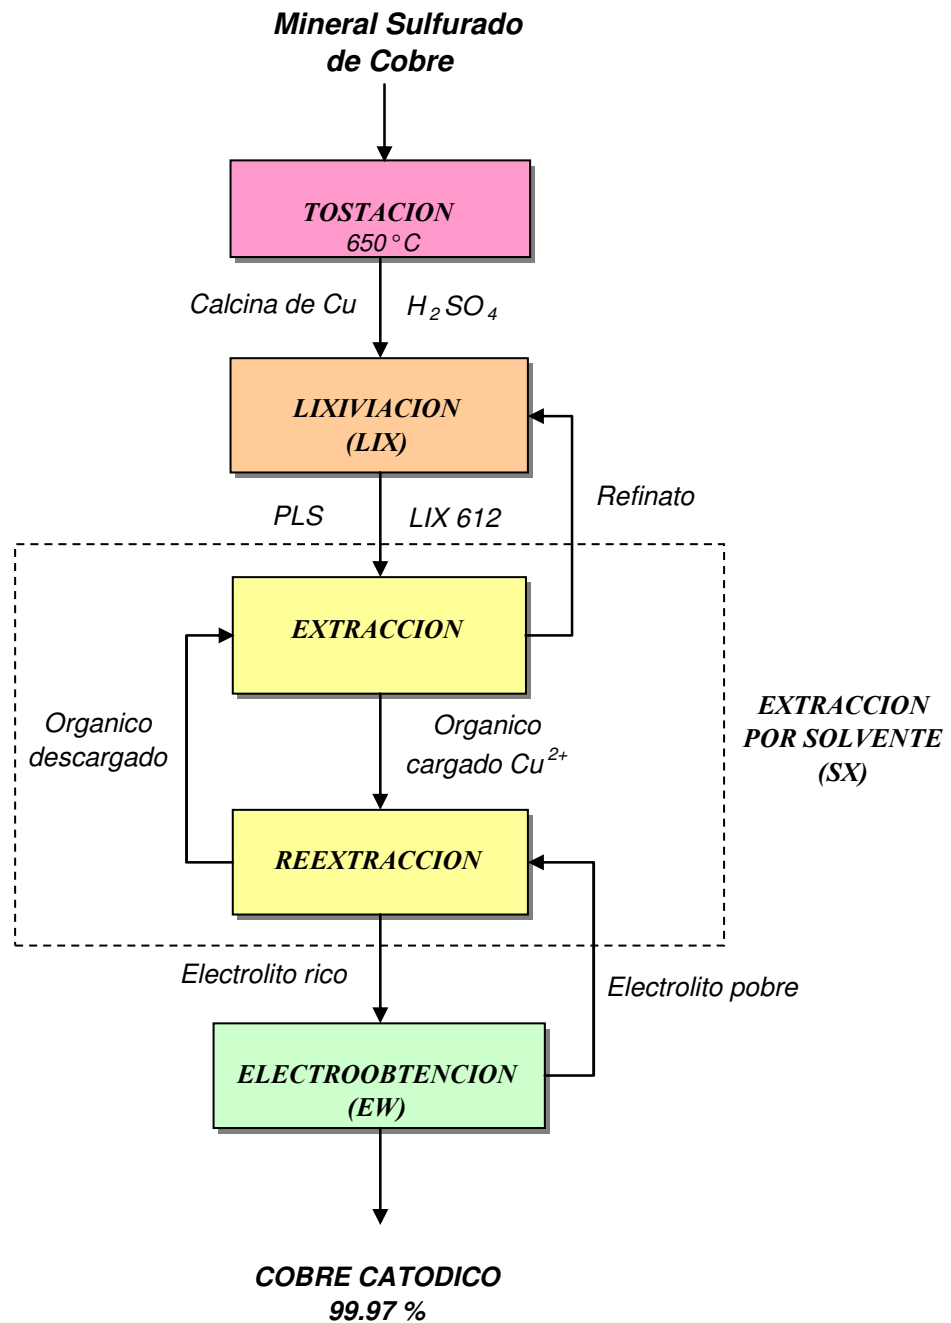 Mineral Sulfurado
de Cobre
TOSTACION
650°C
Calcina de Cu
H2SO4
LIXIVIACION
(LIX)
Refinato
PLS
LIX 612
EXTRACCION
Organico
descargado
Organico
cargado Cu2+
EXTRACCION
POR SOLVENTE
(SX)
REEXTRACCION
Electrolito rico
Electrolito pobre
ELECTROOBTENCION
(EW)
COBRE CATODICO
99.97 %